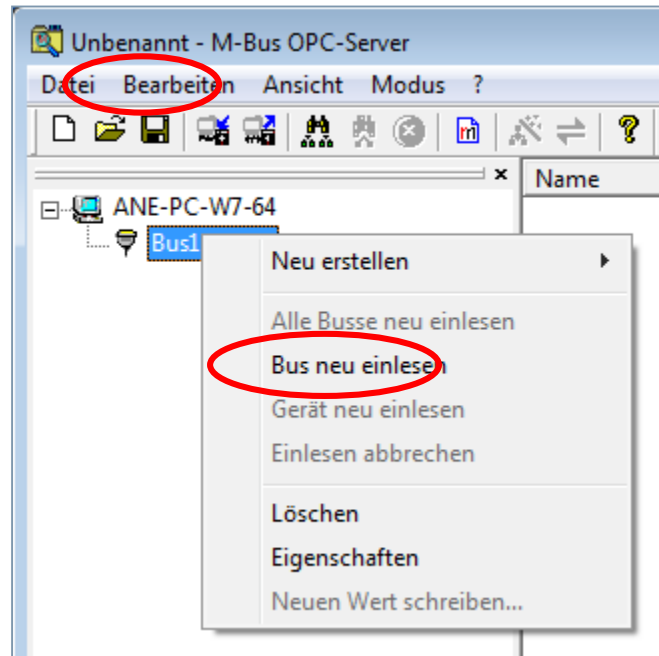 Unbenannt - M-Bus OPC-Server
Datei Bearbeiten Ansicht Modus ?
Name
ANE-PC-W7-64
Bus1
Neu erstellen
Alle Busse neu einlesen
Bus neu einlesen
Gerät neu einlesen
Einlesen abbrechen
Löschen
Eigenschaften
Neuen Wert schreiben...